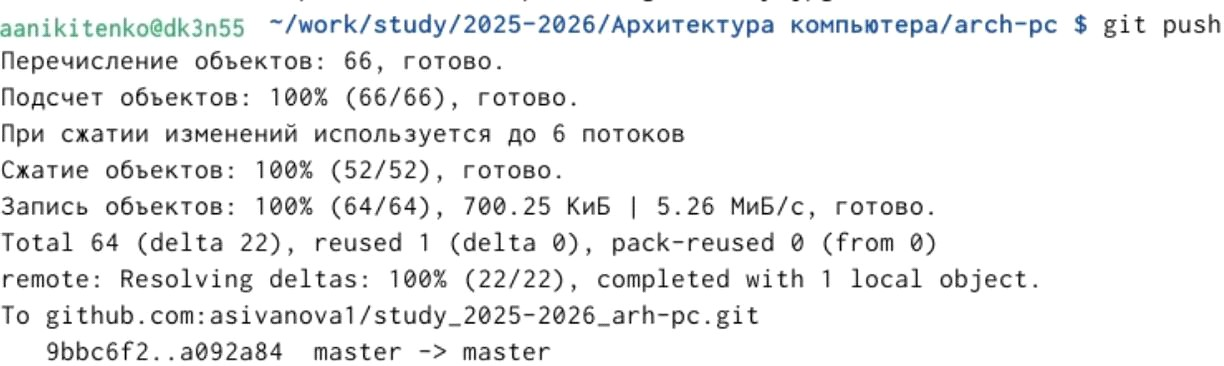 aanikitenko@dk3n55 ~/work/study/2025-2026/Архитектура компьютера/arch-pc $ git push
Перечисление объектов: 66, готово.
Подсчет объектов: 100% (66/66), готово.
При сжатии изменений используется до 6 потоков
Сжатие объектов: 100% (52/52), готово.
Запись объектов: 100% (64/64), 700.25 КиБ | 5.26 МиБ/с, готово.
Total 64 (delta 22), reused 1 (delta 0), pack-reused 0 (from 0)
remote: Resolving deltas: 100% (22/22), completed with 1 local object.
To github.com:asivanova1/study_2025-2026_arh-pc.git
   9bbc6f2..a092a84  master -> master